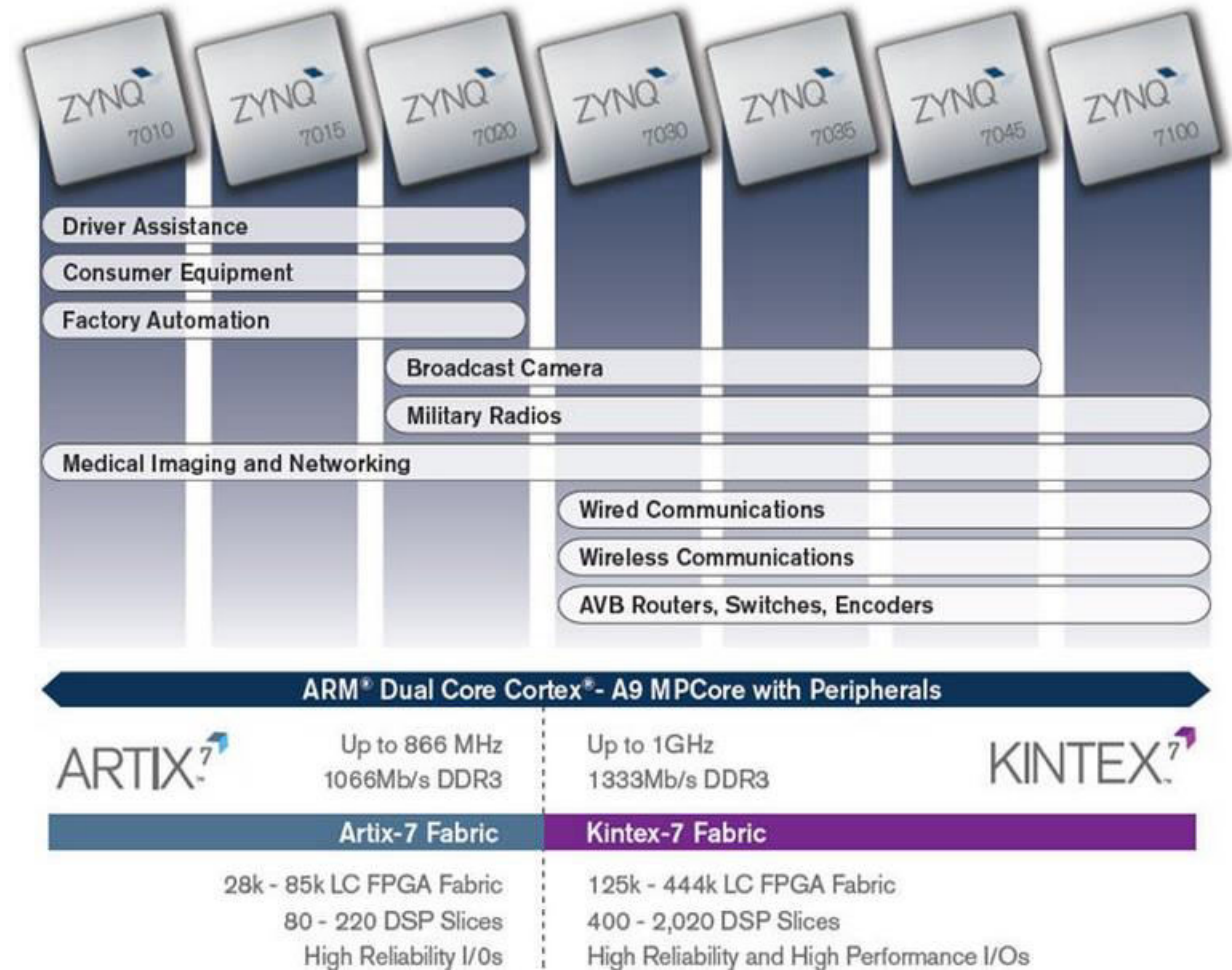 ZYNQ 7010
ZYNQ 7015
ZYNQ 7020
ZYNQ 7030
ZYNQ 7035
ZYNQ 7045
ZYNQ 7100
Driver Assistance
Consumer Equipment
Factory Automation
Broadcast Camera
Military Radios
Medical Imaging and Networking
Wired Communications
Wireless Communications
AVB Routers, Switches, Encoders
ARM® Dual Core Cortex®- A9 MPCore with Peripherals
ARTIX 7™
Up to 866 MHz
1066Mb/s DDR3
Up to 1GHz
1333Mb/s DDR3
KINTEX 7™
Artix-7 Fabric
Kintex-7 Fabric
28k - 85k LC FPGA Fabric
80 - 220 DSP Slices
High Reliability I/0s
125k - 444k LC FPGA Fabric
400 - 2,020 DSP Slices
High Reliability and High Performance I/Os